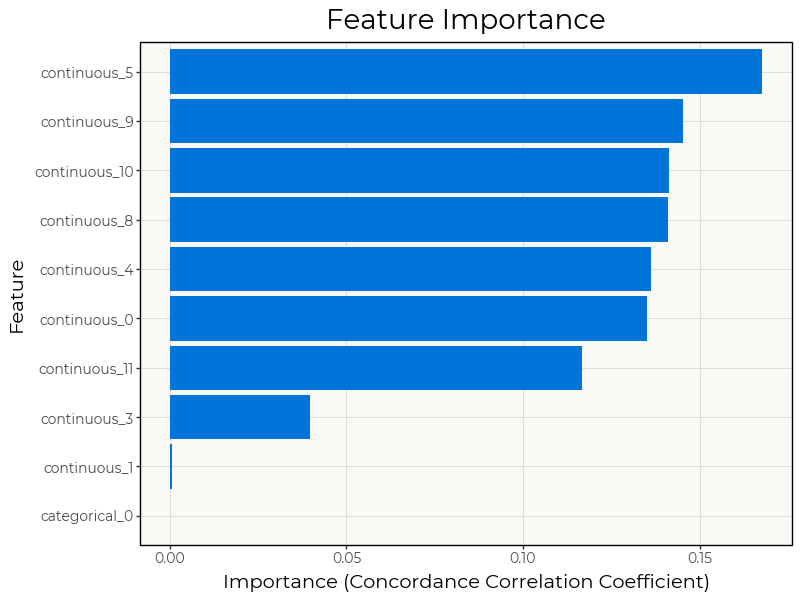 Feature Importance
continuous_5
continuous_9
continuous_10
continuous_8
continuous_4
continuous_0
continuous_11
continuous_3
continuous_1
categorical_0
Feature
0.00 0.05 0.10 0.15
Importance (Concordance Correlation Coefficient)